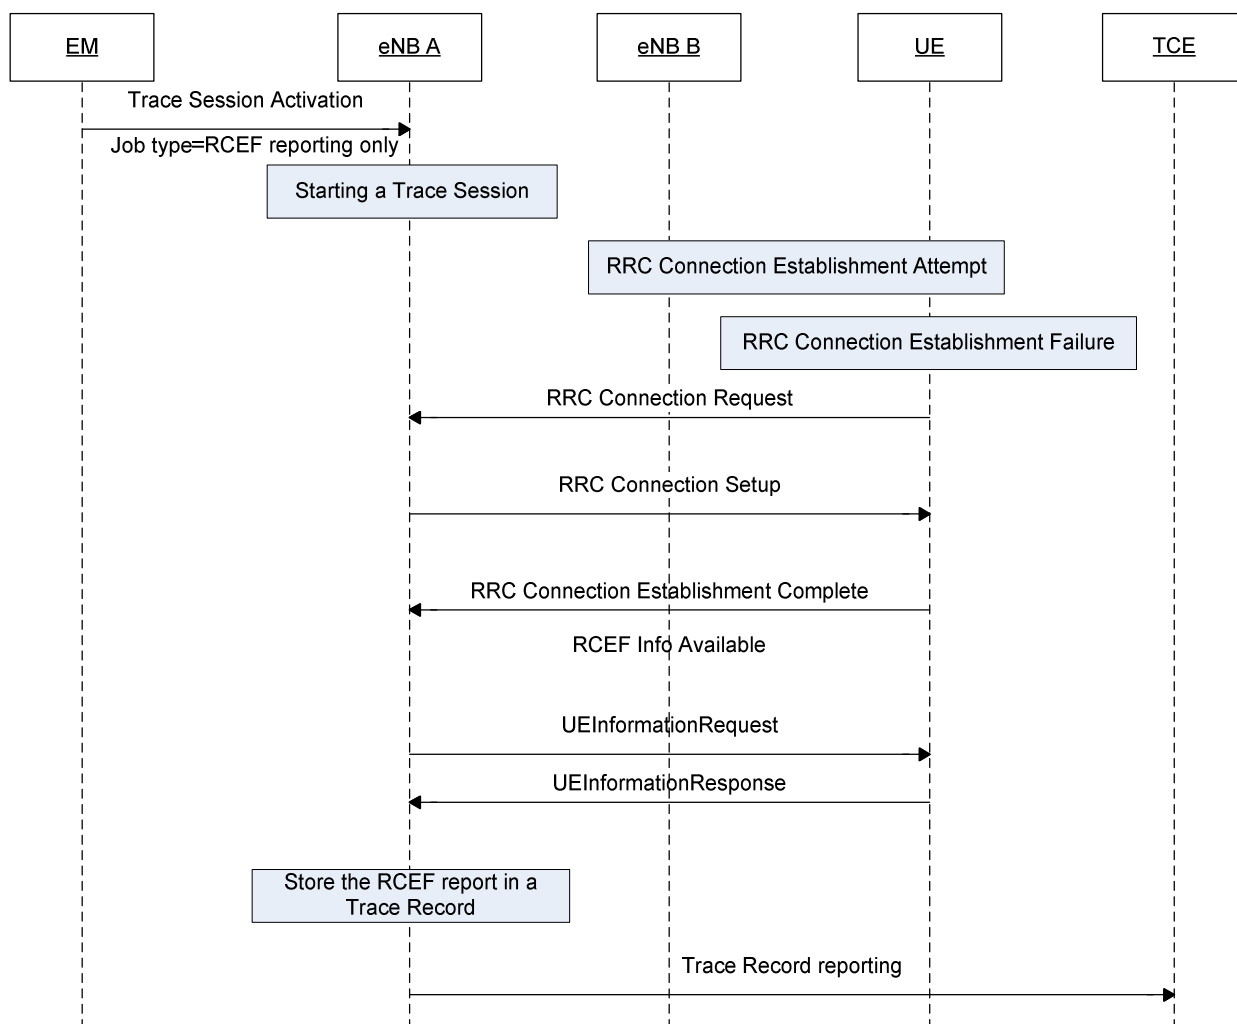 EM
eNB A
eNB B
UE
TCE
Trace Session Activation
Job type=RCEF reporting only
Starting a Trace Session
RRC Connection Establishment Attempt
RRC Connection Establishment Failure
RRC Connection Request
RRC Connection Setup
RRC Connection Establishment Complete
RCEF Info Available
UEInformationRequest
UEInformationResponse
Store the RCEF report in a
Trace Record
Trace Record reporting